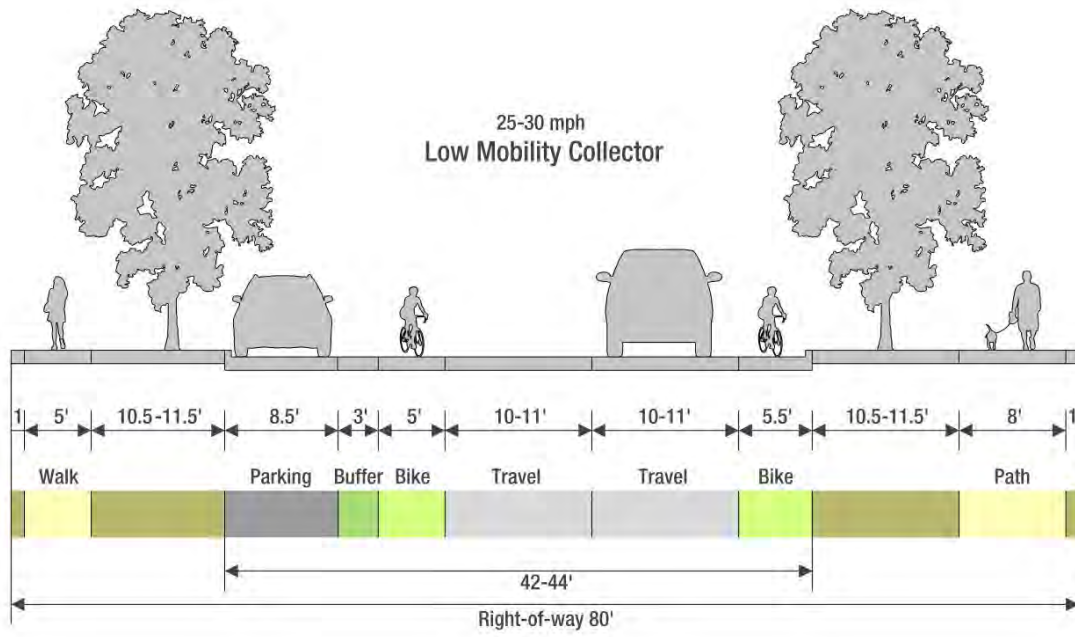 25-30 mph
Low Mobility Collector
1 5' 10.5-11.5' 8.5' 3' 5' 10-11' 10-11' 5.5' 10.5-11.5' 8' 1
Walk Parking Buffer Bike Travel Travel Bike Path
42-44'
Right-of-way 80'